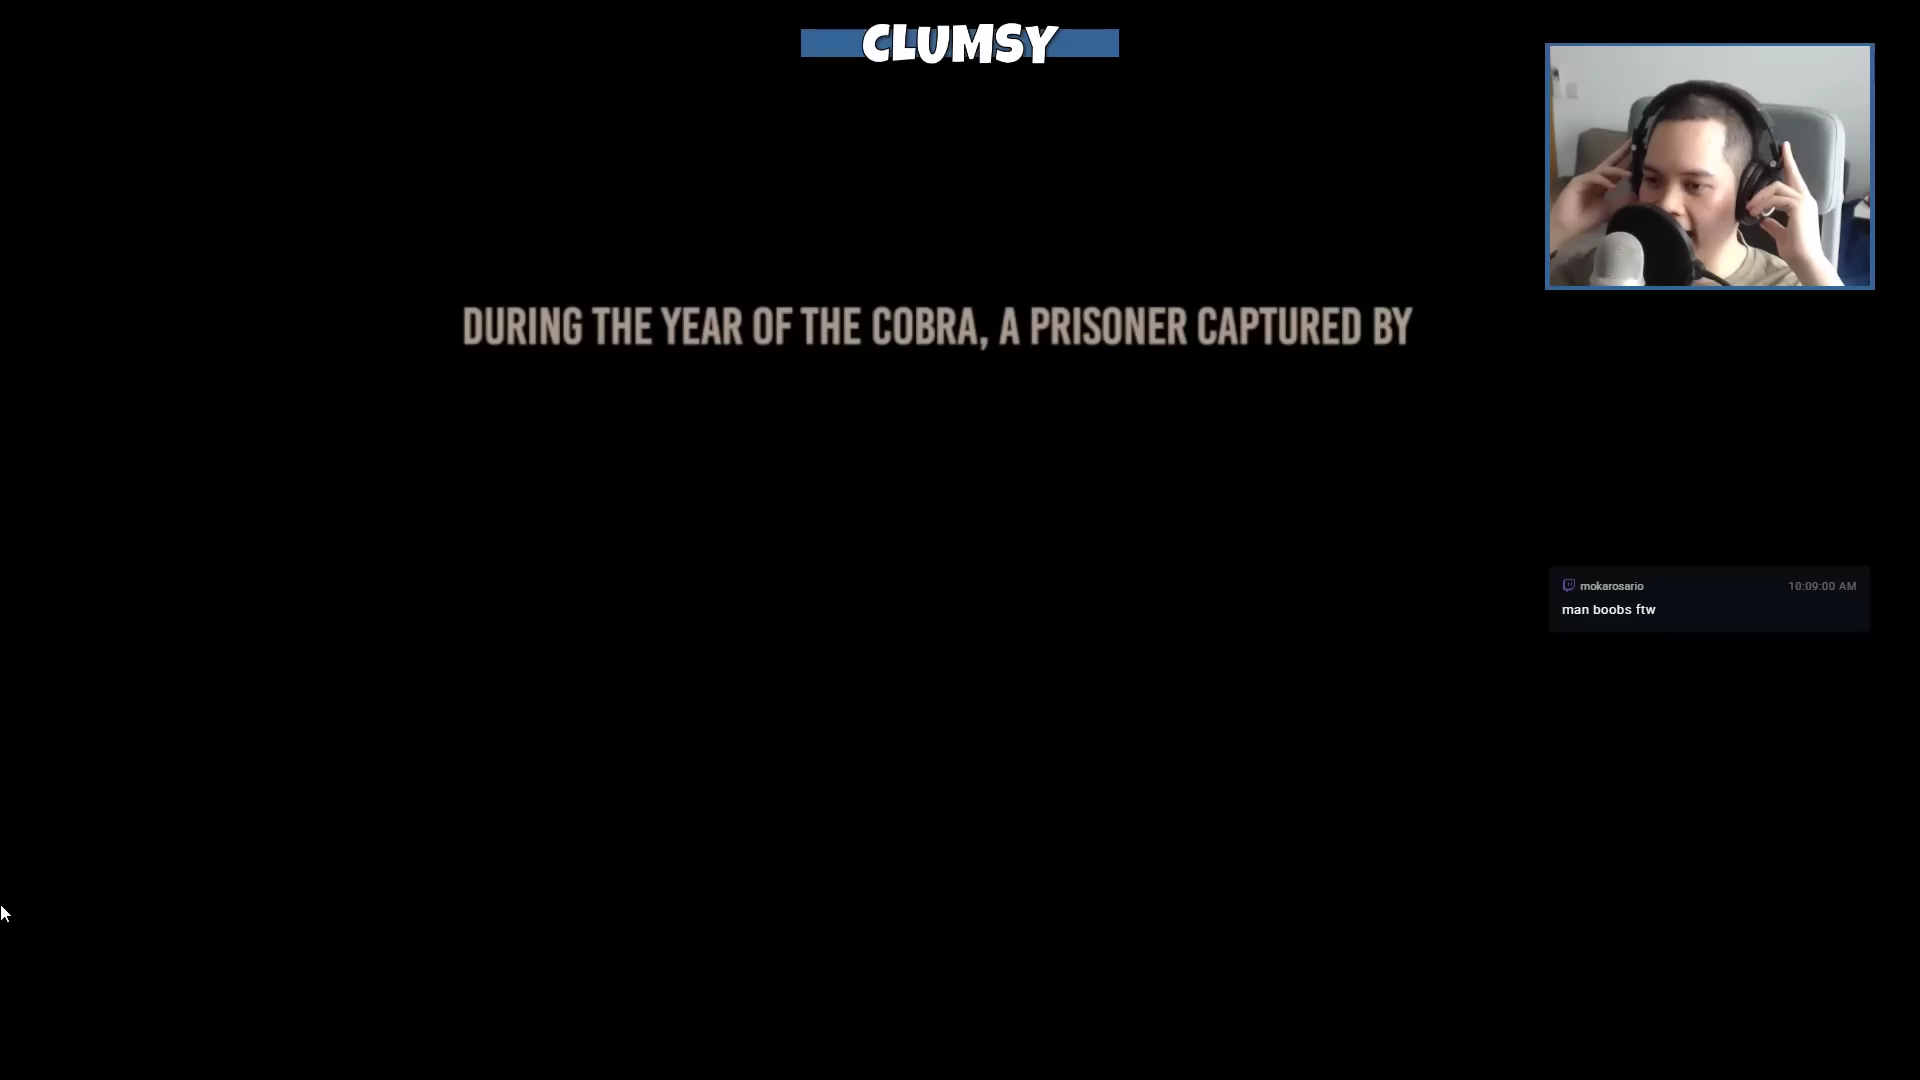 CLUMSY
DURING THE YEAR OF THE COBRA, A PRISONER CAPTURED BY
mokarosario 10:09:00 AM
man boobs ftw